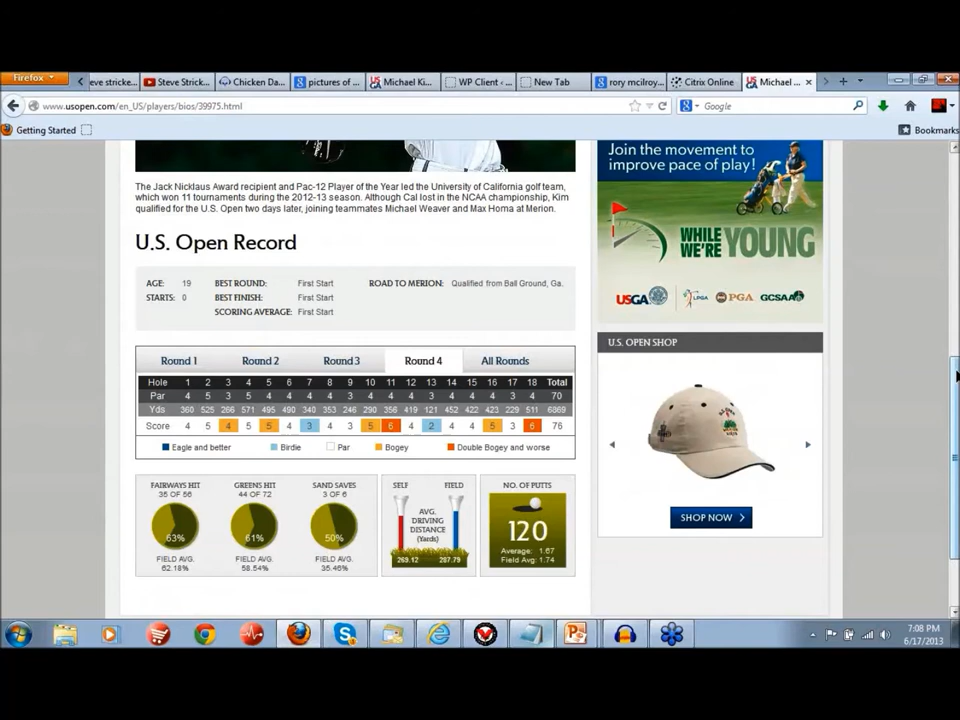 Firefox
eve stricke...
Steve Strick...
Chicken Da...
pictures of ...
Michael Ki...
WP Client -...
New Tab
rory mcilroy...
Citrix Online
Michael ...
www.usopen.com/en_US/players/bios/39975.html
Google
Getting Started
Bookmarks
Join the movement to
improve pace of play!
WHILE
WE'RE YOUNG
USGA LPGA PGA GCSAA
The Jack Nicklaus Award recipient and Pac-12 Player of the Year led the University of California golf team,
which won 11 tournaments during the 2012-13 season. Although Cal lost in the NCAA championship, Kim
qualified for the U.S. Open two days later, joining teammates Michael Weaver and Max Homa at Merion.
U.S. Open Record
AGE: 19 BEST ROUND: First Start ROAD TO MERION: Qualified from Ball Ground, Ga.
STARTS: 0 BEST FINISH: First Start
SCORING AVERAGE: First Start
U.S. OPEN SHOP
Round 1 Round 2 Round 3 Round 4 All Rounds
Hole 1 2 3 4 5 6 7 8 9 10 11 12 13 14 15 16 17 18 Total
Par 4 5 3 4 4 4 4 4 3 4 4 4 3 4 4 4 3 4 70
Yds 360 525 266 571 495 490 340 353 246 290 356 419 121 452 422 423 229 511 6869
Score 4 5 4 5 5 4 3 4 3 5 6 4 2 4 4 5 3 6 76
Eagle and better Birdie Par Bogey Double Bogey and worse
FAIRWAYS HIT
35 OF 56
63%
FIELD AVG.
62.18%
GREENS HIT
44 OF 72
61%
FIELD AVG.
58.54%
SAND SAVES
3 OF 6
50%
FIELD AVG.
35.46%
SELF FIELD
AVG.
DRIVING
DISTANCE
(Yards)
269.12 287.79
NO. OF PUTTS
120
Average: 1.67
Field Avg: 1.74
SHOP NOW
7:08 PM
6/17/2013